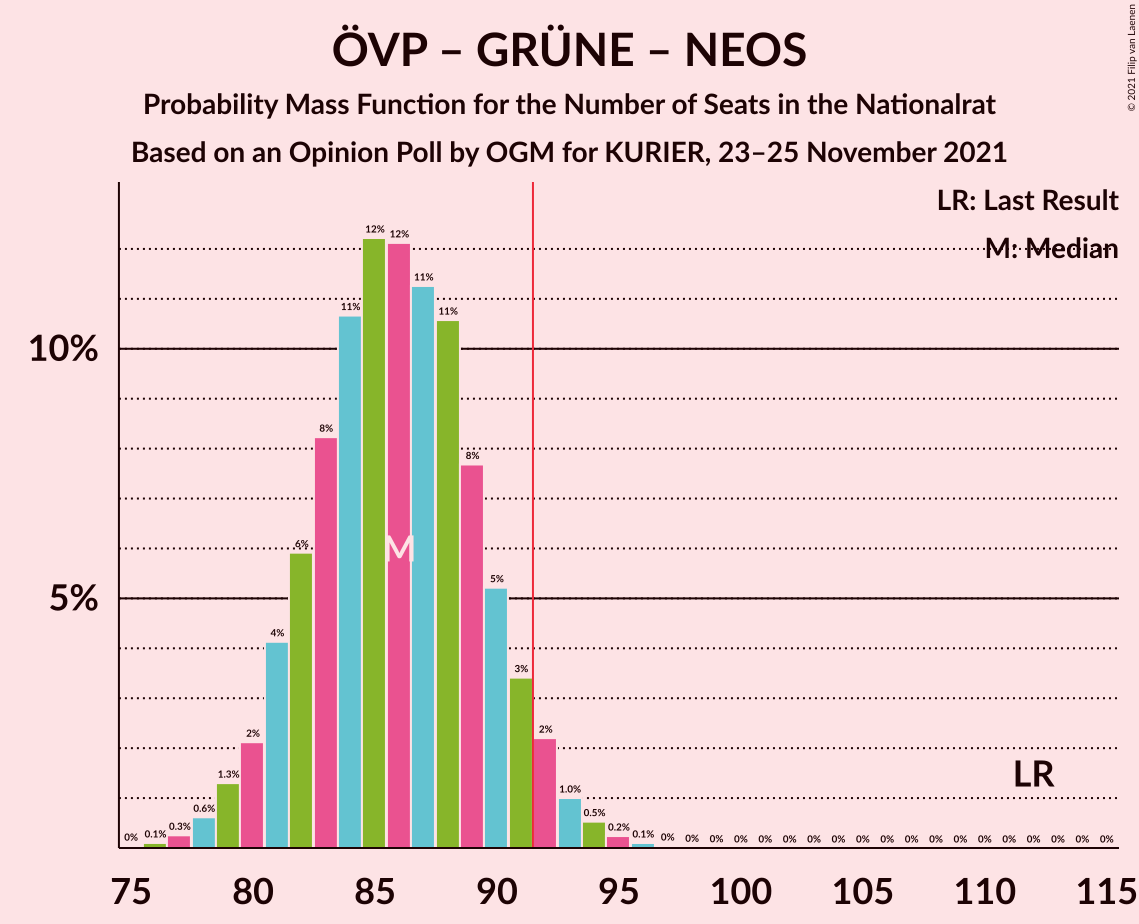 ÖVP – GRÜNE – NEOS
Probability Mass Function for the Number of Seats in the Nationalrat
Based on an Opinion Poll by OGM for KURIER, 23–25 November 2021
© 2021 Filip van Laenen
LR: Last Result
M: Median
10%
5%
0% 0.1% 0.3% 0.6% 1.3% 2% 4% 6% 8% 11% 12% 12% 11% 11% 8% 5% 3% 2% 1.0% 0.5% 0.2% 0.1% 0% 0% 0% 0% 0% 0% 0% 0% 0% 0% 0% 0% 0% 0% 0% 0% 0% 0% 0%
M
LR
75 80 85 90 95 100 105 110 115